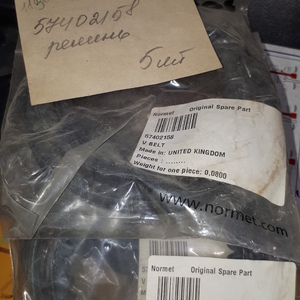 57402158
ремень
5 шт
Normet Original Spare Part
57402158
V.BELT
Made in: UNITED KINGDOM
Pieces : ........
Weight for one piece: 0,0800
www.normet.com
Normet Original Spare Part